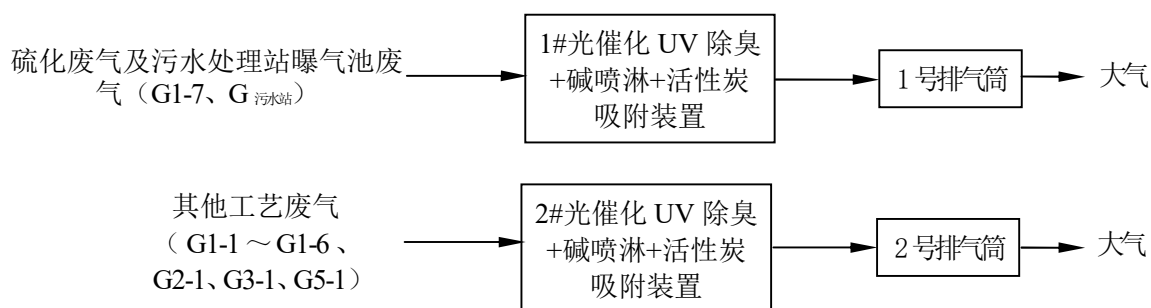 硫化废气及污水处理站曝气池废
气（G1-7、G 污水站）
1#光催化 UV 除臭
+碱喷淋+活性炭
吸附装置
1 号排气筒
大气
其他工艺废气
（ G1-1 ～ G1-6 、
G2-1、G3-1、G5-1）
2#光催化 UV 除臭
+碱喷淋+活性炭
吸附装置
2 号排气筒
大气